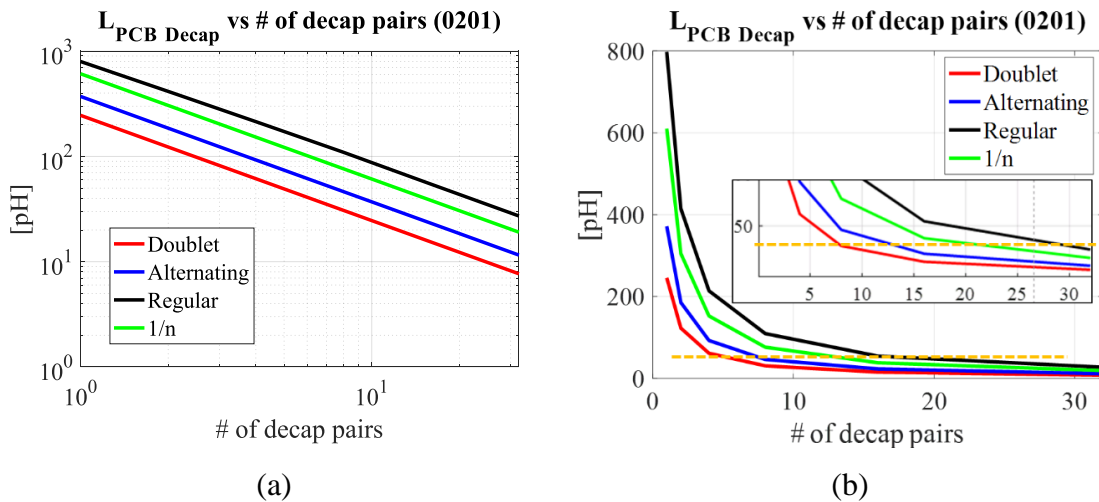 L_PCB Decap vs # of decap pairs (0201)
[pH]
10^3
10^2
10^1
10^0
Doublet
Alternating
Regular
1/n
10^0 10^1
# of decap pairs
(a)
L_PCB Decap vs # of decap pairs (0201)
[pH]
800
600
400
200
0
Doublet
Alternating
Regular
1/n
50
5 10 15 20 25 30
0 10 20 30
# of decap pairs
(b)